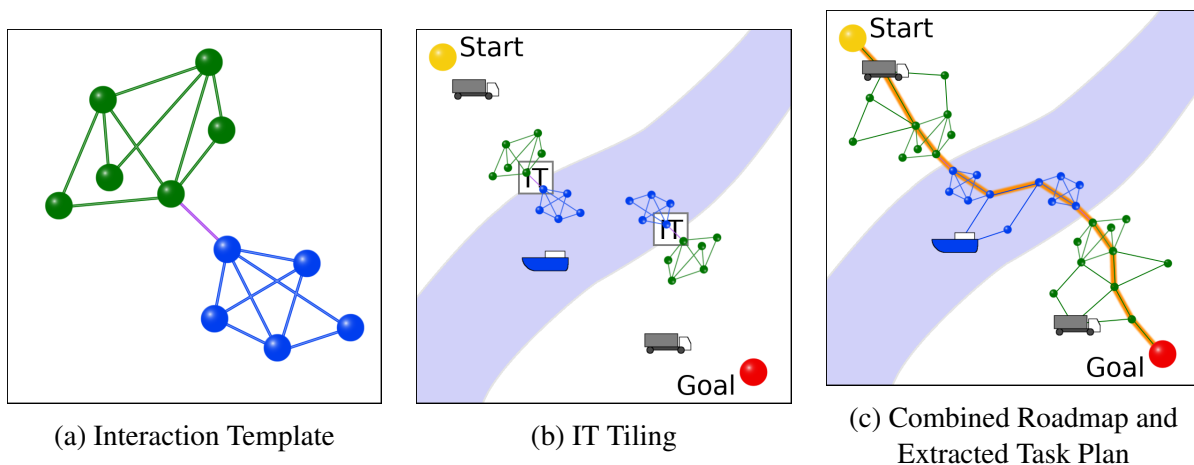 Start
IT
IT
Goal
Start
Goal
(a) Interaction Template
(b) IT Tiling
(c) Combined Roadmap and
Extracted Task Plan